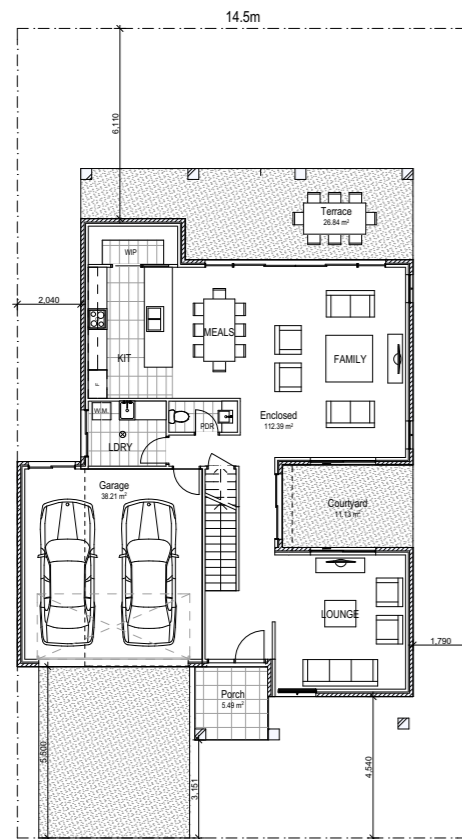 14.5m
6,110
Terrace
26.84 m²
WIP
2,040
MEALS
KIT
FAMILY
F
Enclosed
112.39 m²
W.M.
PDR
LDRY
Garage
38.21 m²
Courtyard
11.13 m²
LOUNGE
1,790
Porch
5.49 m²
5,500
3,151
4,540